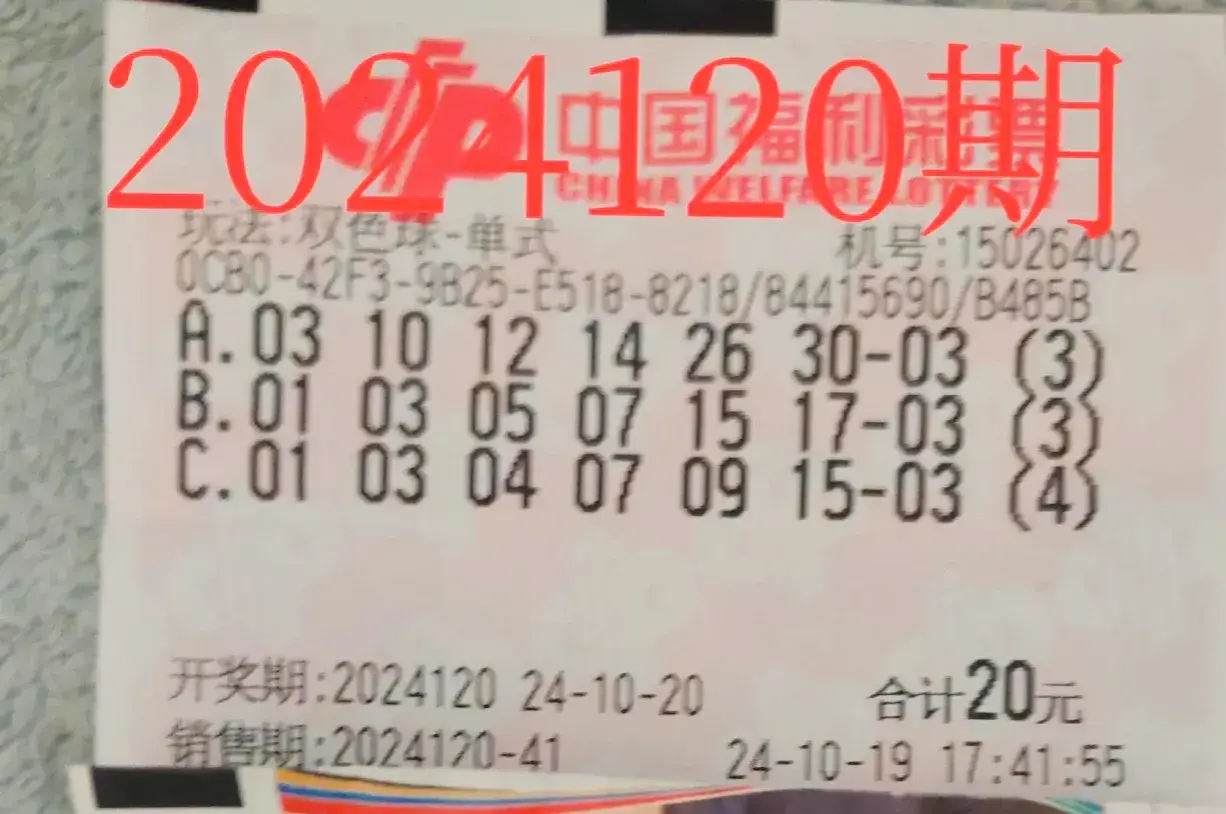 2024120期
中国福利彩票
CHINA WELFARE LOTTERY
玩法:双色球-单式 机号:15026402
0CB0-42F3-9B25-E518-8218/84415690/B485B
A.03 10 12 14 26 30-03 (3)
B.01 03 05 07 15 17-03 (3)
C.01 03 04 07 09 15-03 (4)
开奖期:2024120 24-10-20 合计20元
销售期:2024120-41 24-10-19 17:41:55